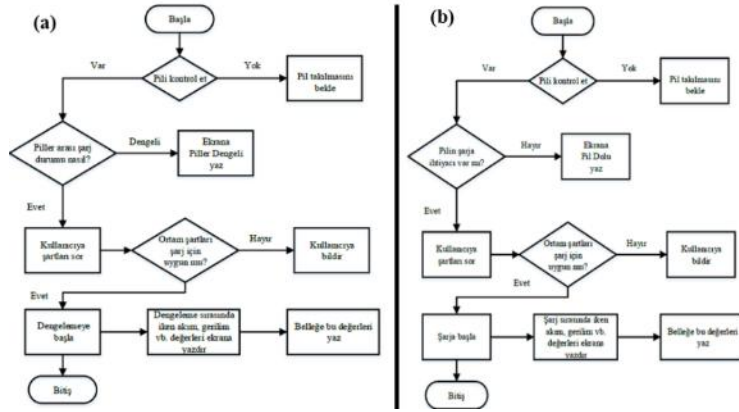 (a)
Başla
Var
Pili kontrol et
Yok
Pil takılmasını
bekle
Piller arası şarj
durumu nasıl?
Dengeli
Ekrana
Piller Dengeli
yaz
Evet
Kullanıcıya
şartları sor
Ortam şartları
şarj için
uygun mu?
Hayır
Kullanıcıya
bildir
Evet
Dengelemeye
başla
Dengeleme sırasında
iken akım, gerilim
vb. değerleri ekrana
yazdır
Belleğe bu değerleri
yaz
Bitiş
(b)
Başla
Var
Pili kontrol et
Yok
Pil takılmasını
bekle
Pilin şarja
ihtiyacı var mı?
Hayır
Ekrana
Pil Dolu
yaz
Evet
Kullanıcıya
şartları sor
Ortam şartları
şarj için
uygun mu?
Hayır
Kullanıcıya
bildir
Evet
Şarja başla
Şarj sırasında iken
akım, gerilim vb.
değerleri ekrana
yazdır
Belleğe bu değerleri
yaz
Bitiş